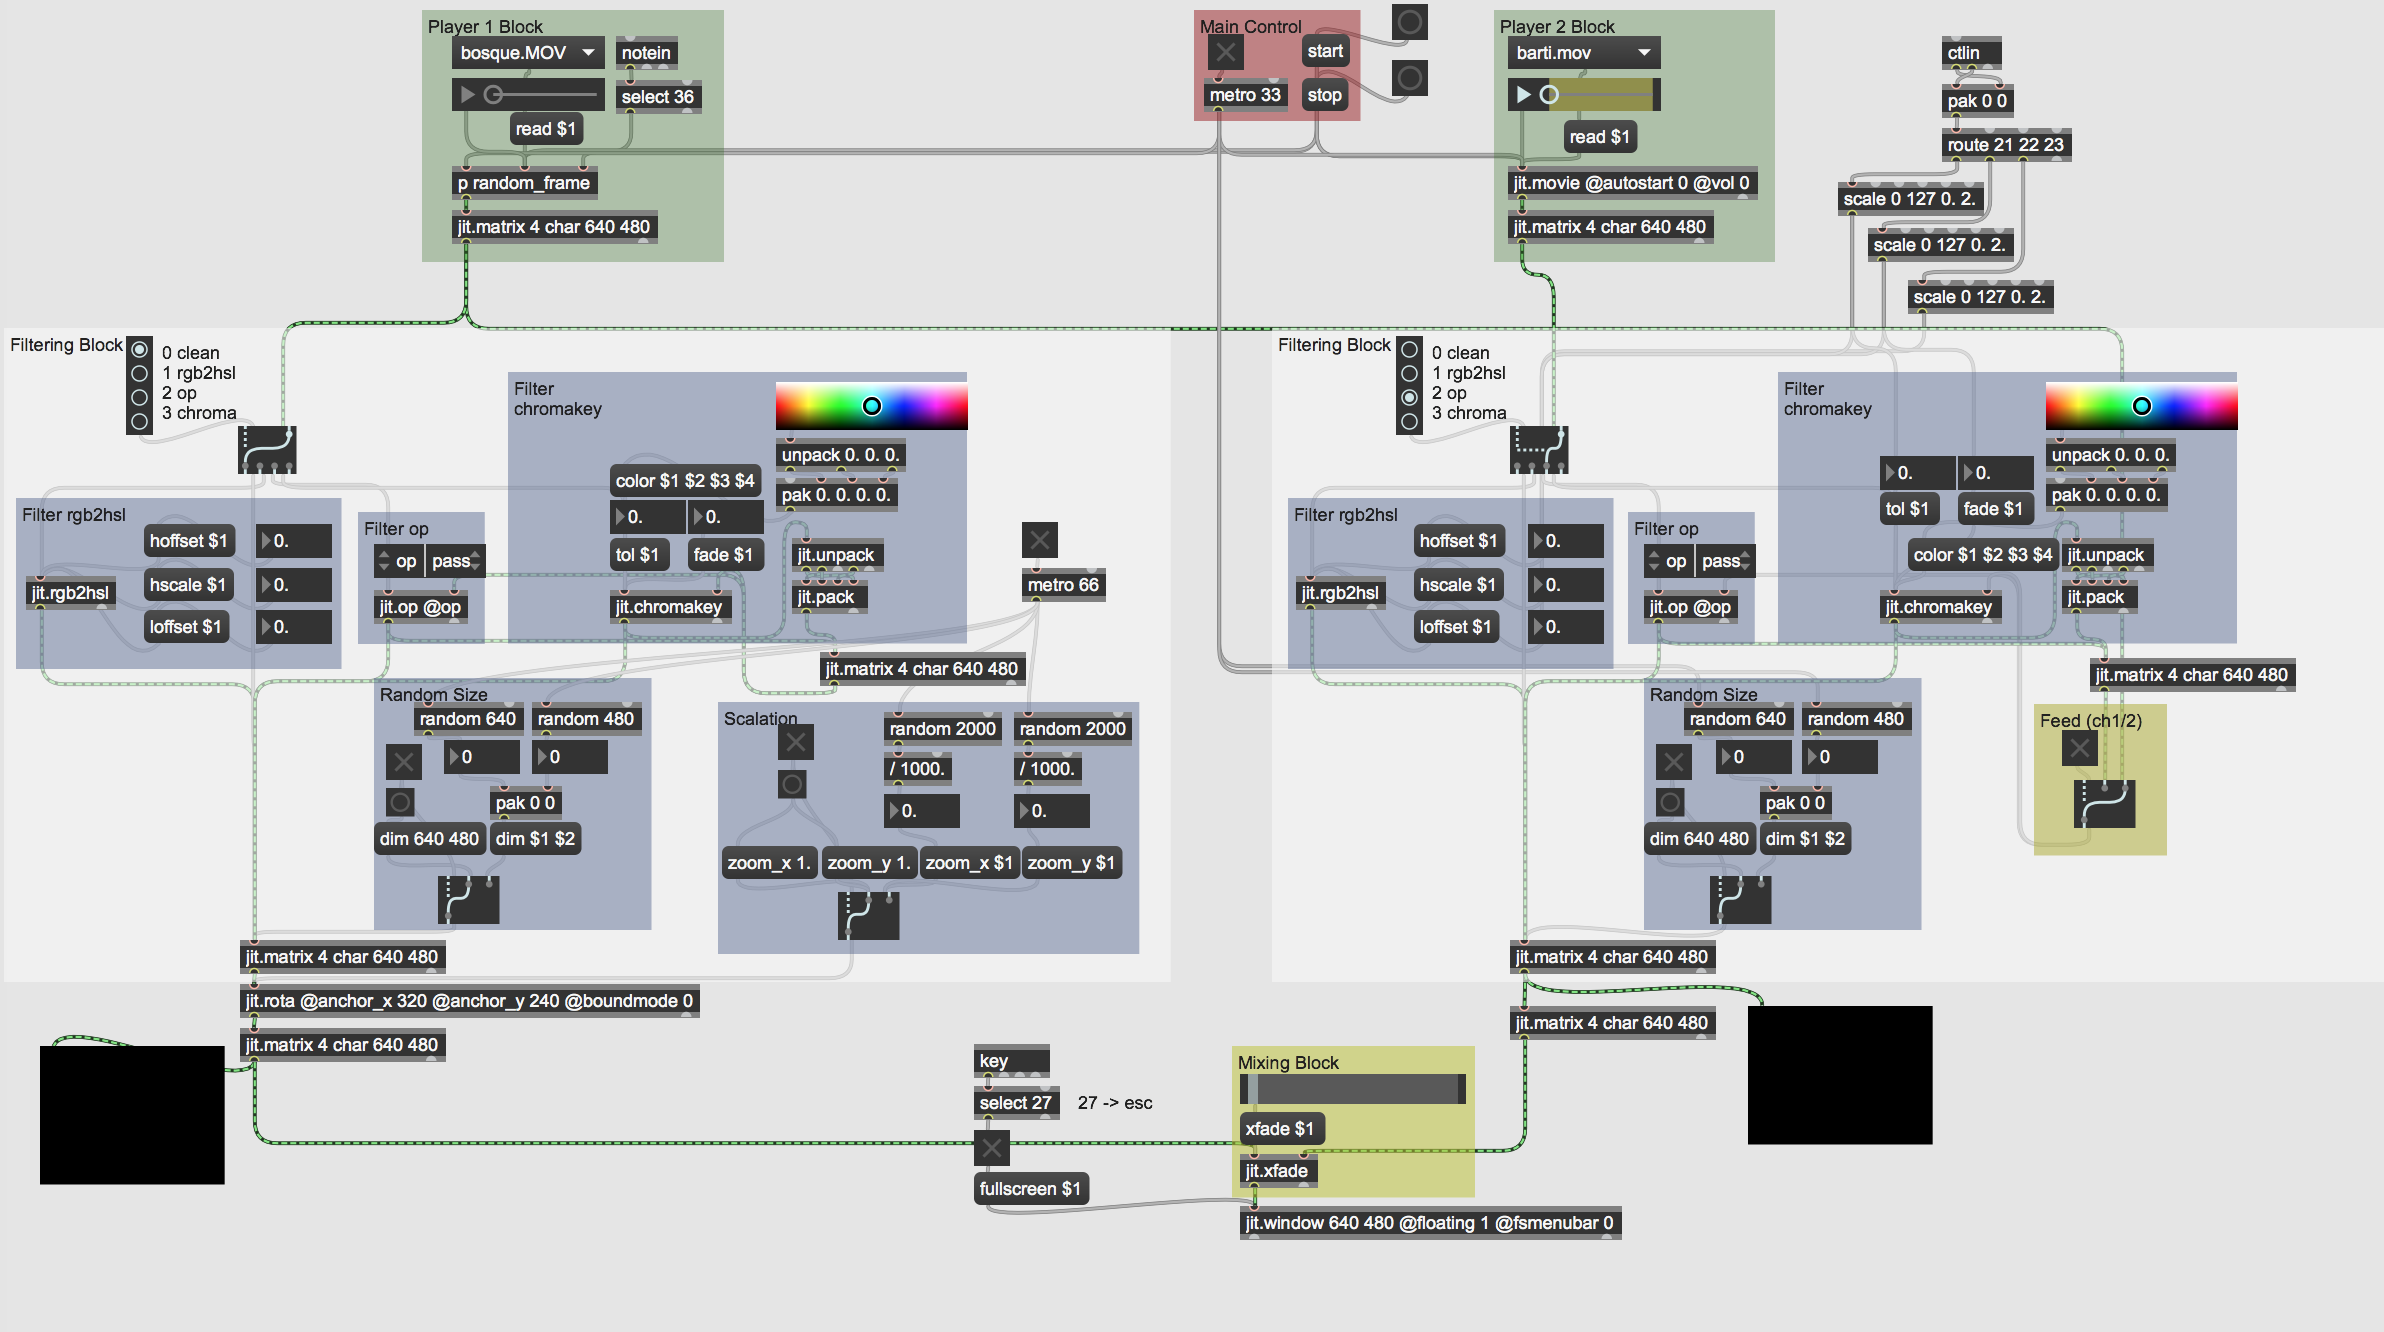 Player 1 Block
bosque.MOV
notein
select 36
read $1
p random_frame
jit.matrix 4 char 640 480
Main Control
start
metro 33
stop
Player 2 Block
barti.mov
read $1
jit.movie @autostart 0 @vol 0
jit.matrix 4 char 640 480
ctlin
pak 0 0
route 21 22 23
scale 0 127 0. 2.
scale 0 127 0. 2.
scale 0 127 0. 2.
Filtering Block
0 clean
1 rgb2hsl
2 op
3 chroma
Filter rgb2hsl
hoffset $1
0.
hscale $1
0.
jit.rgb2hsl
loffset $1
0.
Filter op
op
pass
jit.op @op
Filter
chromakey
unpack 0. 0. 0.
color $1 $2 $3 $4
pak 0. 0. 0. 0.
0.
0.
tol $1
fade $1
jit.unpack
jit.pack
jit.chromakey
metro 66
jit.matrix 4 char 640 480
Random Size
random 640
random 480
0
0
pak 0 0
dim 640 480
dim $1 $2
Scalation
random 2000
random 2000
/ 1000.
/ 1000.
0.
0.
zoom_x 1.
zoom_y 1.
zoom_x $1
zoom_y $1
jit.matrix 4 char 640 480
jit.rota @anchor_x 320 @anchor_y 240 @boundmode 0
jit.matrix 4 char 640 480
Filtering Block
0 clean
1 rgb2hsl
2 op
3 chroma
Filter rgb2hsl
hoffset $1
0.
hscale $1
0.
jit.rgb2hsl
loffset $1
0.
Filter op
op
pass
jit.op @op
Filter
chromakey
unpack 0. 0. 0.
0.
0.
pak 0. 0. 0. 0.
tol $1
fade $1
color $1 $2 $3 $4
jit.unpack
jit.pack
jit.chromakey
jit.matrix 4 char 640 480
Random Size
random 640
random 480
0
0
pak 0 0
dim 640 480
dim $1 $2
Feed (ch1/2)
jit.matrix 4 char 640 480
jit.matrix 4 char 640 480
key
select 27
27 -> esc
fullscreen $1
Mixing Block
xfade $1
jit.xfade
jit.window 640 480 @floating 1 @fsmenubar 0